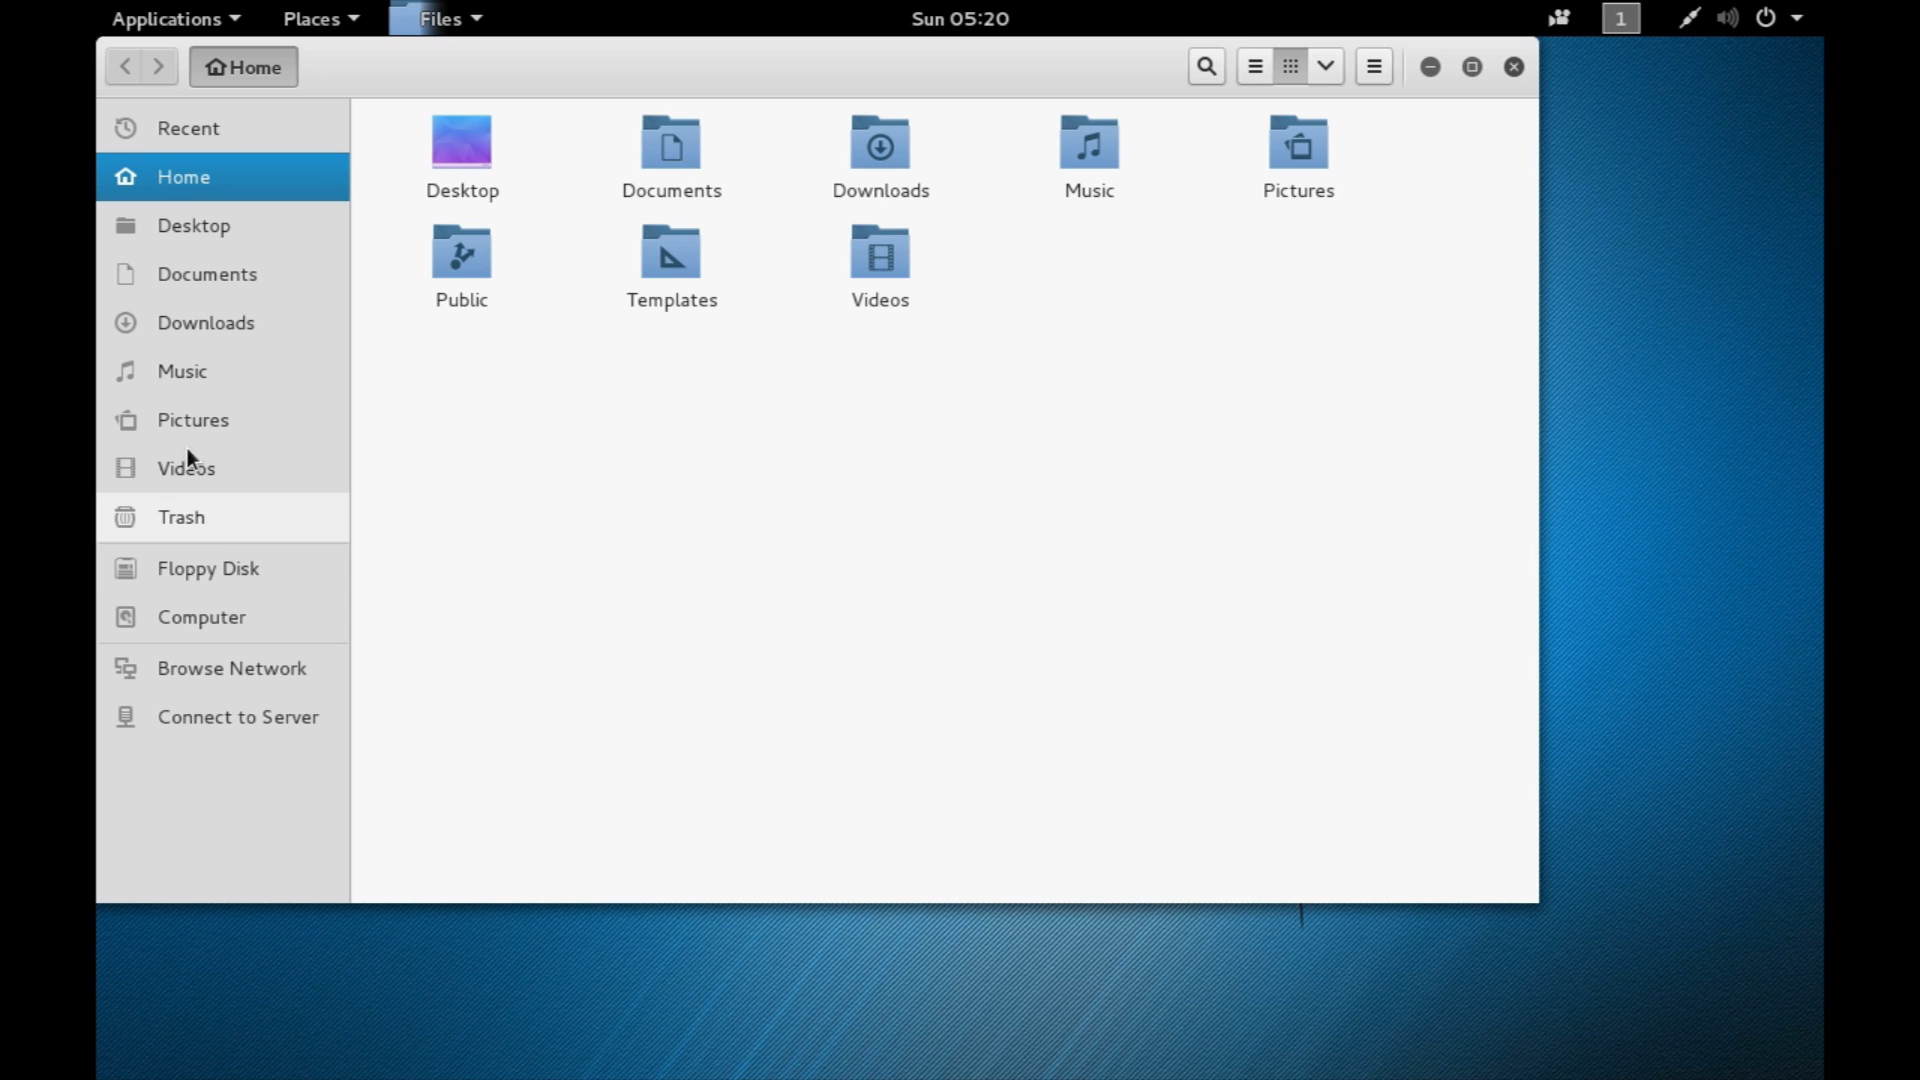 Applications Places Files Sun 05:20 1
Home
Recent
Home
Desktop
Documents
Downloads
Music
Pictures
Videos
Trash
Floppy Disk
Computer
Browse Network
Connect to Server
Desktop Documents Downloads Music Pictures
Public Templates Videos